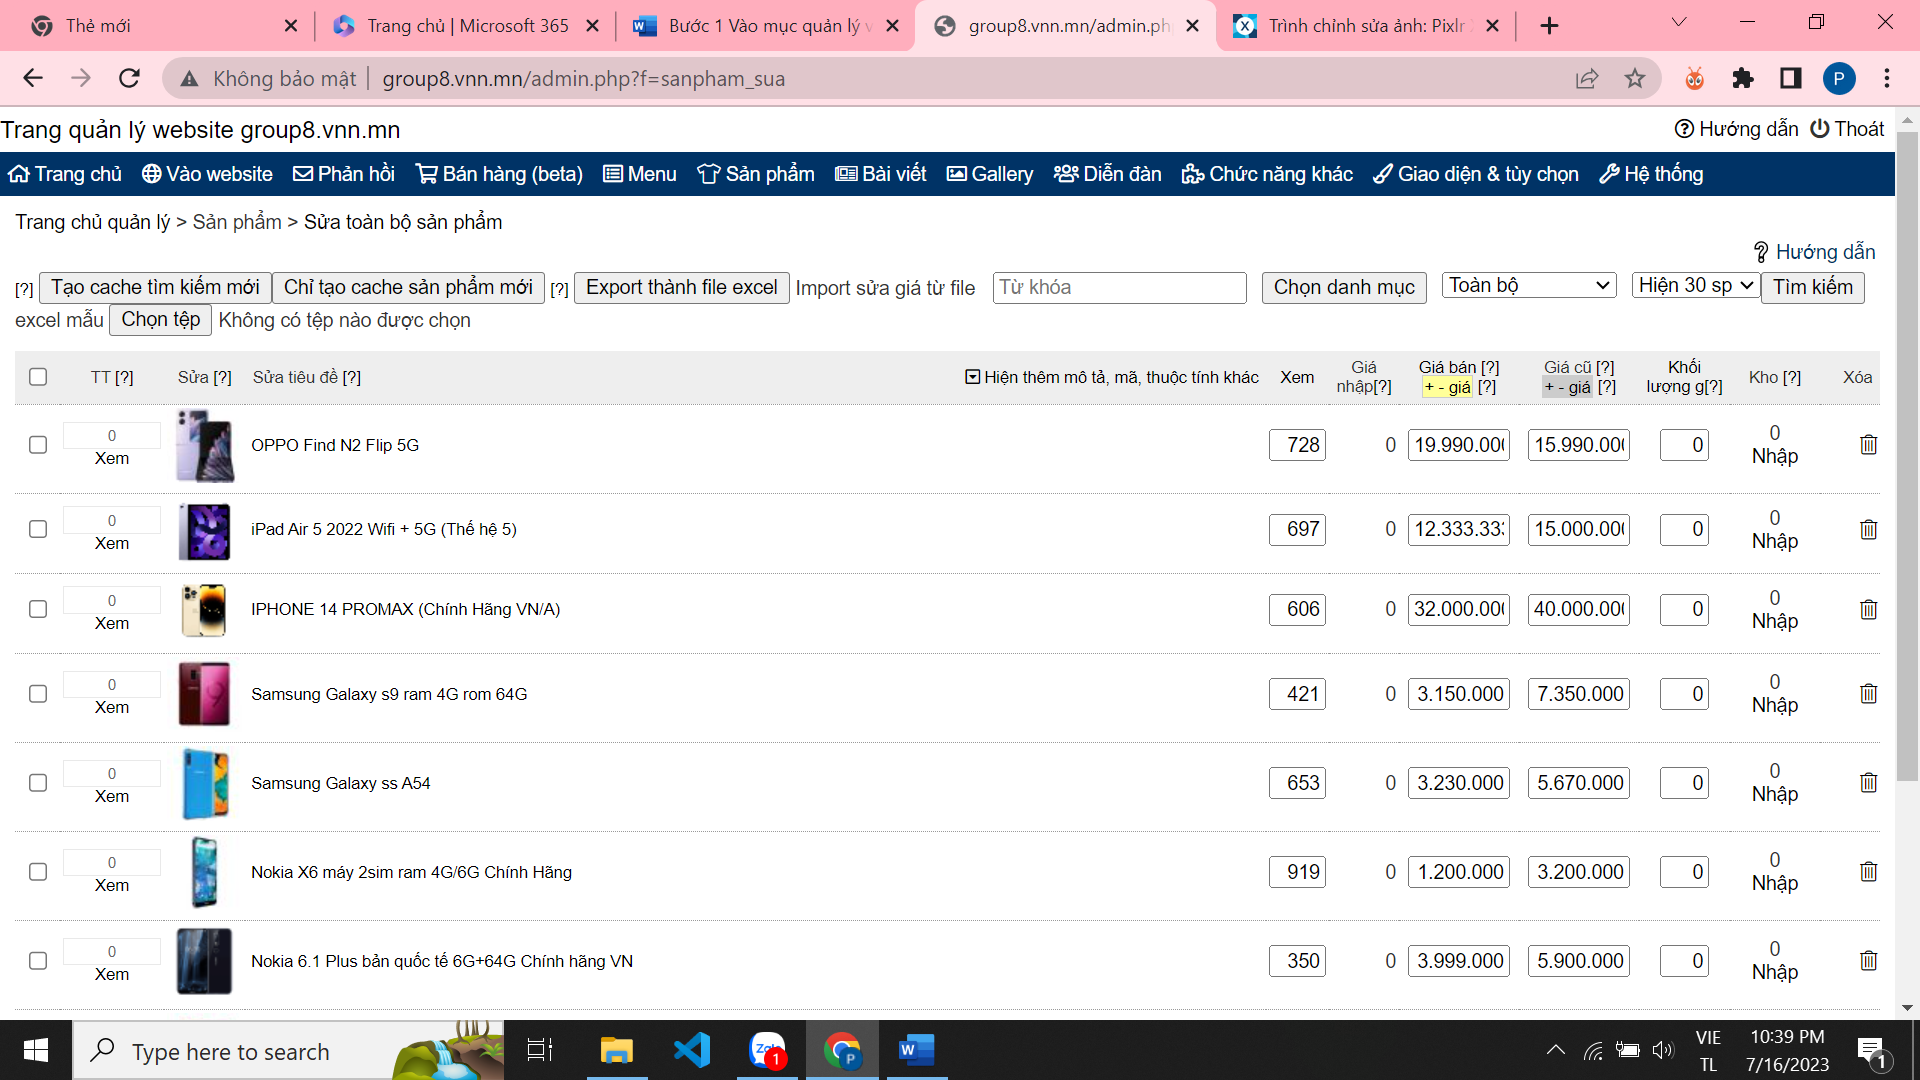 Thẻ mới
Trang chủ | Microsoft 365
Bước 1 Vào mục quản lý v
group8.vnn.mn/admin.ph
Trình chỉnh sửa ảnh: Pixlr X
Không bảo mật
group8.vnn.mn/admin.php?f=sanpham_sua
P
Trang quản lý website group8.vnn.mn
Hướng dẫn
Thoát
Trang chủ
Vào website
Phản hồi
Bán hàng (beta)
Menu
Sản phẩm
Bài viết
Gallery
Diễn đàn
Chức năng khác
Giao diện & tùy chọn
Hệ thống
Trang chủ quản lý > Sản phẩm > Sửa toàn bộ sản phẩm
Hướng dẫn
[?] Tạo cache tìm kiếm mới Chỉ tạo cache sản phẩm mới [?] Export thành file excel Import sửa giá từ file
excel mẫu Chọn tệp Không có tệp nào được chọn
Từ khóa
Chọn danh mục
Toàn bộ
Hiện 30 sp
Tìm kiếm
TT [?] Sửa [?] Sửa tiêu đề [?] Hiện thêm mô tả, mã, thuộc tính khác Xem
Giá nhập[?]
Giá bán [?]
+ - giá [?]
Giá cũ [?]
+ - giá [?]
Khối lượng g[?]
Kho [?] Xóa
0
Xem
OPPO Find N2 Flip 5G 728 0 19.990.00 15.990.00 0
0
Nhập
0
Xem
iPad Air 5 2022 Wifi + 5G (Thế hệ 5) 697 0 12.333.33 15.000.00 0
0
Nhập
0
Xem
IPHONE 14 PROMAX (Chính Hãng VN/A) 606 0 32.000.00 40.000.00 0
0
Nhập
0
Xem
Samsung Galaxy s9 ram 4G rom 64G 421 0 3.150.000 7.350.000 0
0
Nhập
0
Xem
Samsung Galaxy ss A54 653 0 3.230.000 5.670.000 0
0
Nhập
0
Xem
Nokia X6 máy 2sim ram 4G/6G Chính Hãng 919 0 1.200.000 3.200.000 0
0
Nhập
0
Xem
Nokia 6.1 Plus bản quốc tế 6G+64G Chính hãng VN 350 0 3.999.000 5.900.000 0
0
Nhập
Type here to search
Zalo
1
P
W
VIE
TL
10:39 PM
7/16/2023
1